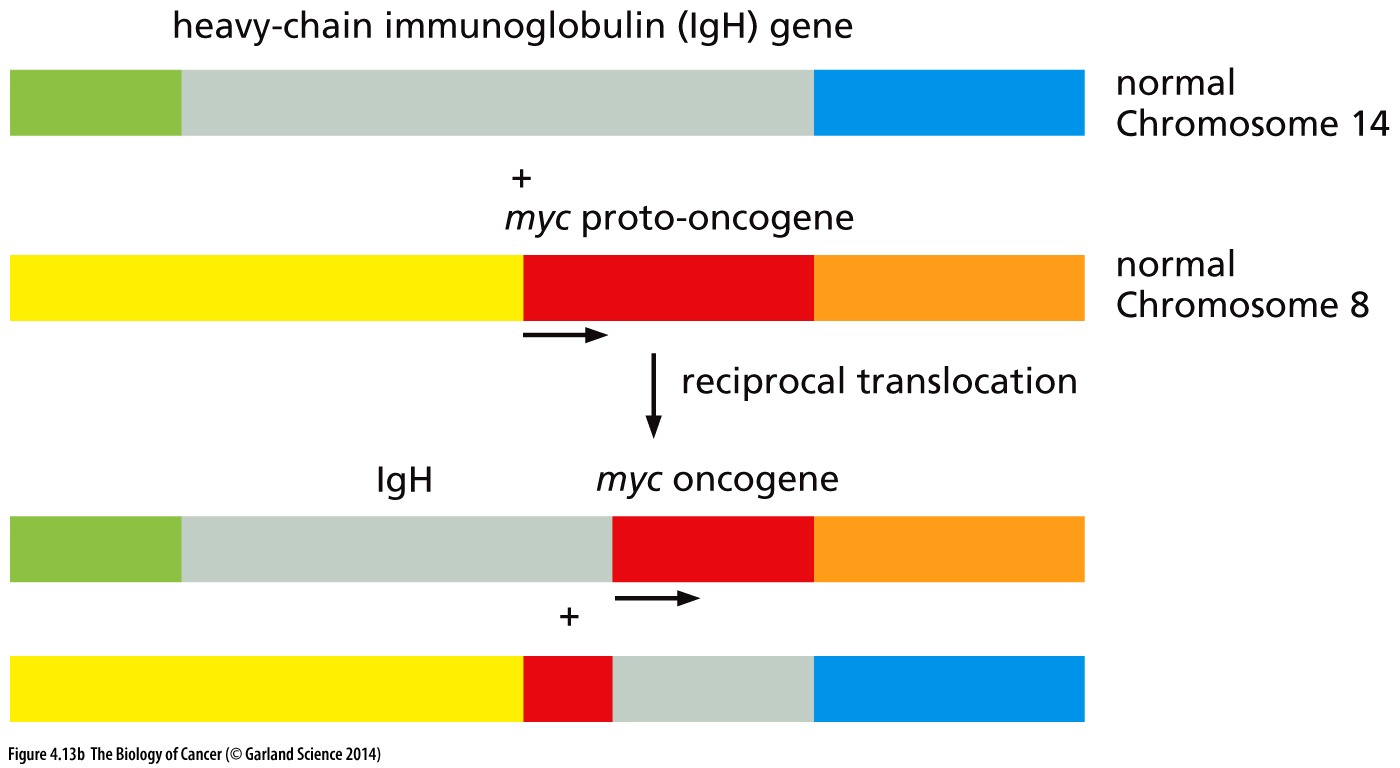 heavy-chain immunoglobulin (IgH) gene
normal
Chromosome 14
+
myc proto-oncogene
normal
Chromosome 8
reciprocal translocation
IgH
myc oncogene
+
Figure 4.13b The Biology of Cancer (© Garland Science 2014)